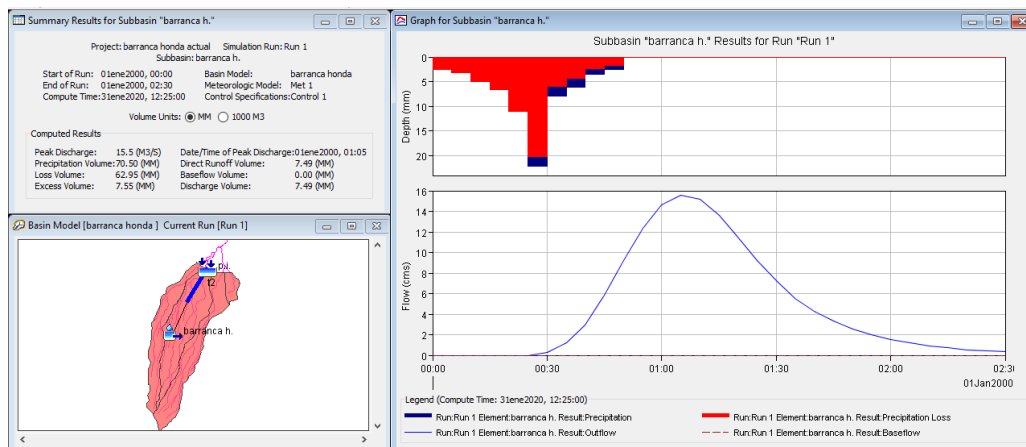 Summary Results for Subbasin "barranca h."
Project: barranca honda actual Simulation Run: Run 1
Subbasin: barranca h.
Start of Run: 01ene2000, 00:00 Basin Model: barranca honda
End of Run: 01ene2000, 02:30 Meteorologic Model: Met 1
Compute Time:31ene2020, 12:25:00 Control Specifications:Control 1
Volume Units: MM 1000 M3
Computed Results
Peak Discharge: 15.5 (M3/S) Date/Time of Peak Discharge:01ene2000, 01:05
Precipitation Volume:70.50 (MM) Direct Runoff Volume: 7.49 (MM)
Loss Volume: 62.95 (MM) Baseflow Volume: 0.00 (MM)
Excess Volume: 7.55 (MM) Discharge Volume: 7.49 (MM)
Basin Model [barranca honda ] Current Run [Run 1]
t2
barranca h.
Graph for Subbasin "barranca h."
Subbasin "barranca h." Results for Run "Run 1"
Depth (mm)
0
5
10
15
20
Flow (cms)
16
14
12
10
8
6
4
2
0
00:00 00:30 01:00 01:30 02:00 02:3
01Jan2000
Legend (Compute Time: 31ene2020, 12:25:00)
Run:Run 1 Element:barranca h. Result:Precipitation Run:Run 1 Element:barranca h. Result:Precipitation Loss
Run:Run 1 Element:barranca h. Result:Outflow Run:Run 1 Element:barranca h. Result:Baseflow